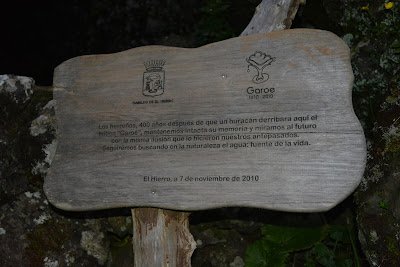 CABILDO DE EL HIERRO
Garoe
1610 - 2010
Los herreños, 400 años después de que un huracán derribara aquí el
árbol "Garoé", mantenemos intacta su memoria y miramos al futuro
con la misma ilusión que lo hicieron nuestros antepasados.
Seguiremos buscando en la naturaleza el agua; fuente de la vida.
El Hierro, a 7 de noviembre de 2010